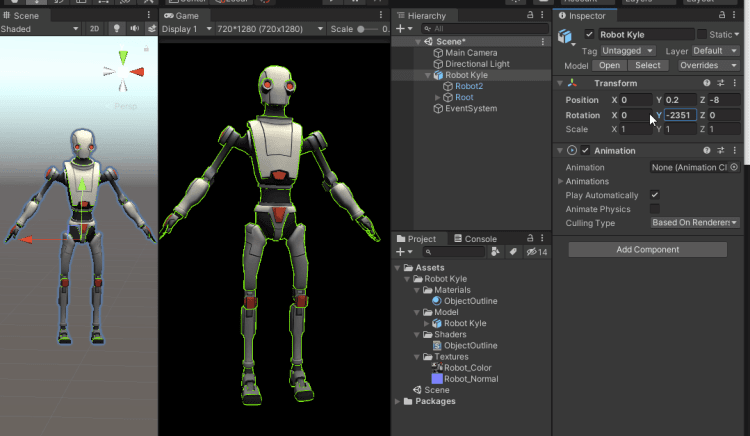 Scene
Shaded
2D
Persp
Game
Display 1
720*1280 (720x1280)
Scale
0.
Hierarchy
All
Scene*
Main Camera
Directional Light
Robot Kyle
Robot2
Root
EventSystem
Project
Console
14
Assets
Robot Kyle
Materials
ObjectOutline
Model
Robot Kyle
Shaders
ObjectOutline
Textures
Robot_Color
Robot_Normal
Scene
Packages
Inspector
Robot Kyle
Static
Tag Untagged Layer Default
Model Open Select Overrides
Transform
Position X 0 Y 0.2 Z -8
Rotation X 0 Y -2351 Z 0
Scale X 1 Y 1 Z 1
Animation
Animation None (Animation Cl
Animations
Play Automatically
Animate Physics
Culling Type Based On Renderers
Add Component